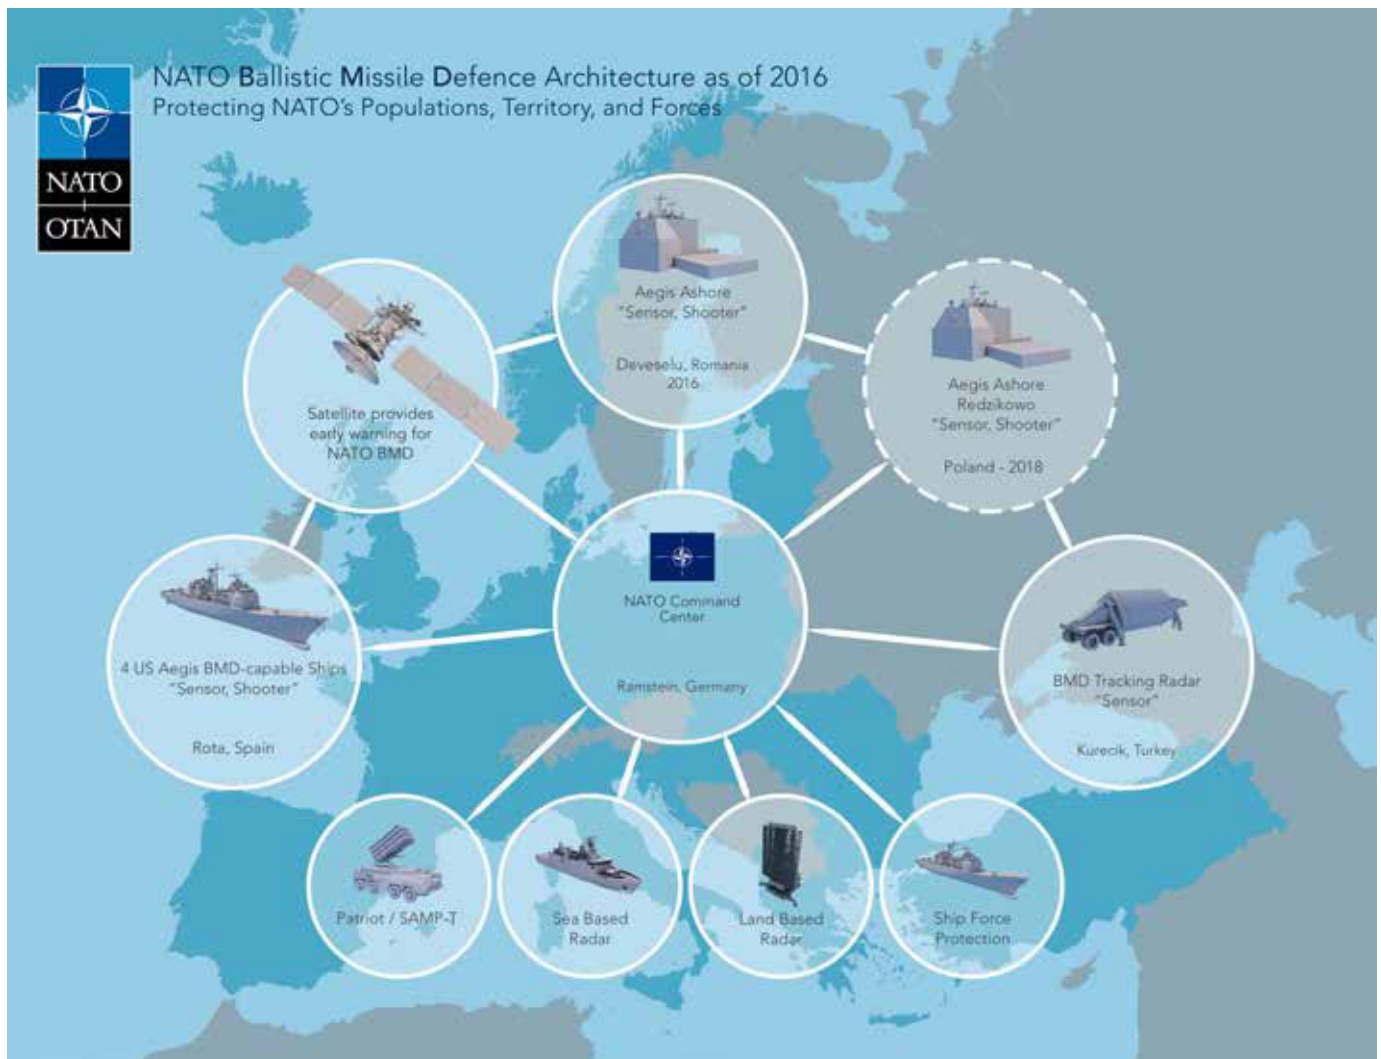 NATO Ballistic Missile Defence Architecture as of 2016
Protecting NATO's Populations, Territory, and Forces
NATO
OTAN
Aegis Ashore
"Sensor, Shooter"
Deveselu, Romania
2016
Satellite provides
early warning for
NATO BMD
Aegis Ashore
Redzikowo
"Sensor, Shooter"
Poland - 2018
NATO Command
Center
Ramstein, Germany
4 US Aegis BMD-capable Ships
"Sensor, Shooter"
Rota, Spain
BMD Tracking Radar
"Sensor"
Kurecik, Turkey
Patriot / SAMP-T
Sea Based
Radar
Land Based
Radar
Ship Force
Protection